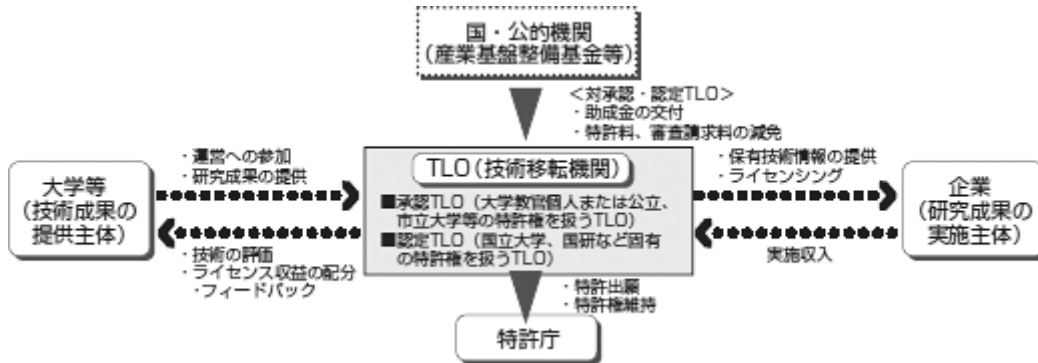 国・公的機関
(産業基盤整備基金等)
<対承認・認定TLO>
・助成金の交付
・特許料、審査請求料の減免
・運営への参加
・研究成果の提供
大学等
(技術成果の
提供主体)
・技術の評価
・ライセンス収益の配分
・フィードバック
TLO(技術移転機関)
■承認TLO(大学教官個人または公立、
市立大学等の特許権を扱うTLO)
■認定TLO(国立大学、国研など固有
の特許権を扱うTLO)
・保有技術情報の提供
・ライセンシング
企業
(研究成果の
実施主体)
実施収入
・特許出願
・特許権維持
特許庁